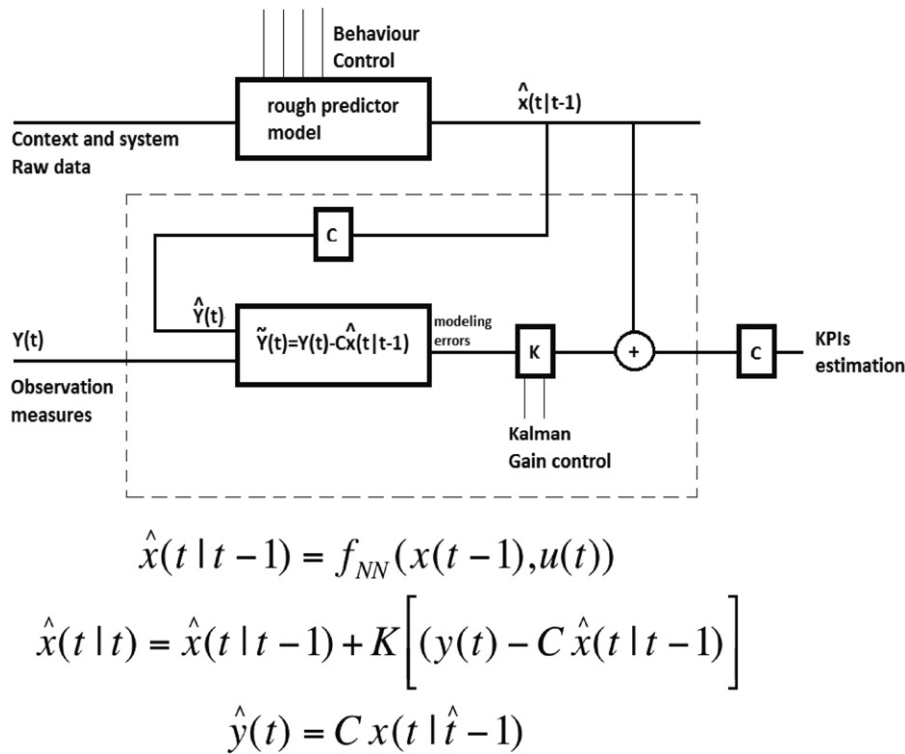 Behaviour
Control
rough predictor
model
x̂(t|t-1)
Context and system
Raw data
C
Ŷ(t)
Y(t)
Ỹ(t)=Y(t)-Cx̂(t|t-1)
modeling
errors
K
+
C
KPIs
estimation
Observation
measures
Kalman
Gain control
x̂(t | t − 1) = f_NN(x(t − 1),u(t))
x̂(t | t) = x̂(t | t − 1) + K[(y(t) − C x̂(t | t − 1)]
ŷ(t) = C x(t | t̂ − 1)